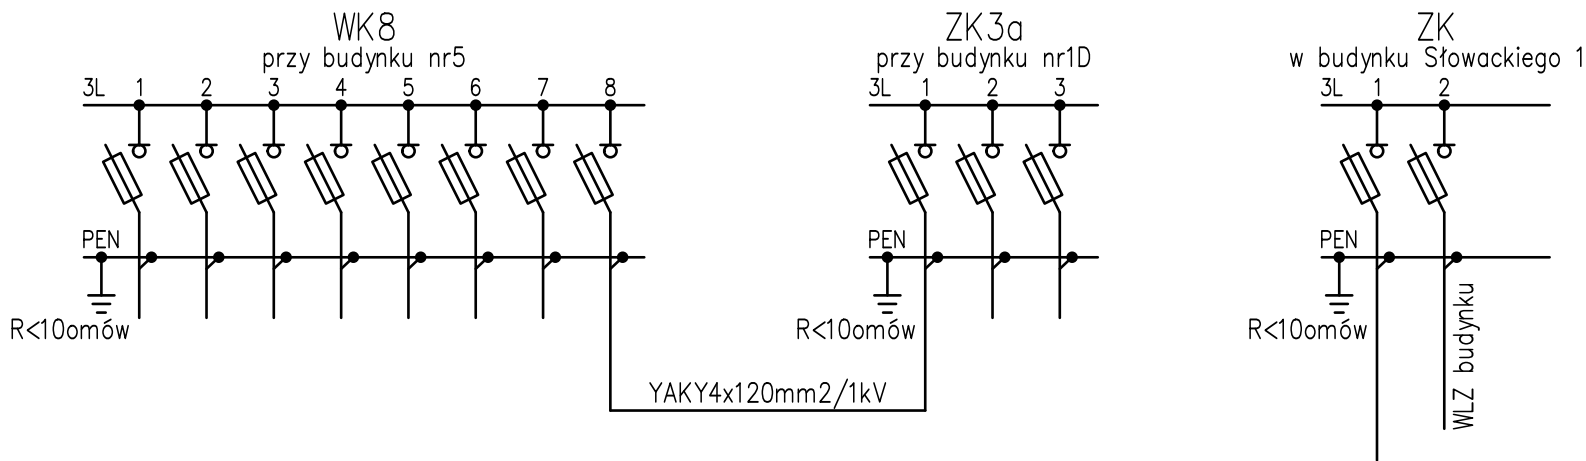 WK8
przy budynku nr5
3L 1 2 3 4 5 6 7 8
PEN
R<10omów
YAKY4x120mm2/1kV
ZK3a
przy budynku nr1D
3L 1 2 3
PEN
R<10omów
ZK
w budynku Słowackiego 1
3L 1 2
PEN
R<10omów
WLZ budynku